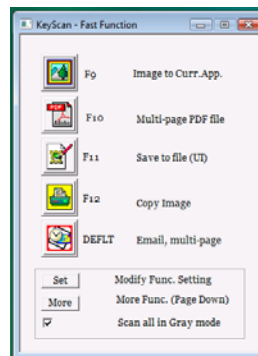 KeyScan - Fast Function
F9 Image to Curr.App.
PDF
F10 Multi-page PDF file
F11 Save to file (UI)
F12 Copy Image
DEFLT Email, multi-page
Set Modify Func. Setting
More More Func. (Page Down)
Scan all in Gray mode